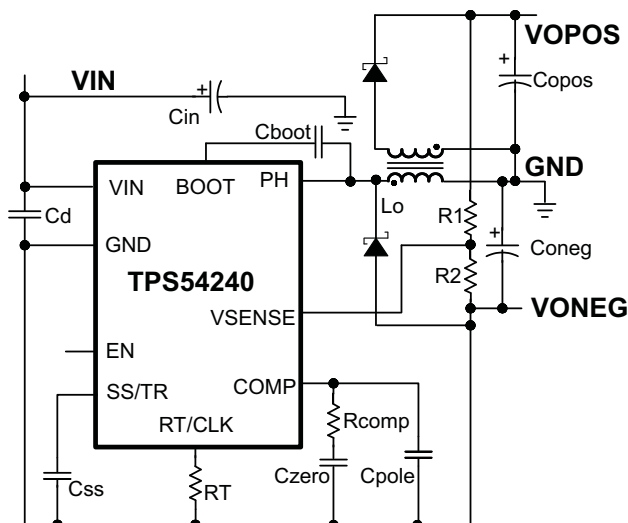 VOPOS
VIN
Copos
Cin
Cboot
GND
VIN
BOOT
PH
Lo
R1
Cd
GND
Coneg
R2
TPS54240
VONEG
VSENSE
EN
COMP
SS/TR
Rcomp
RT/CLK
Czero
Cpole
Css
RT
+
+
+